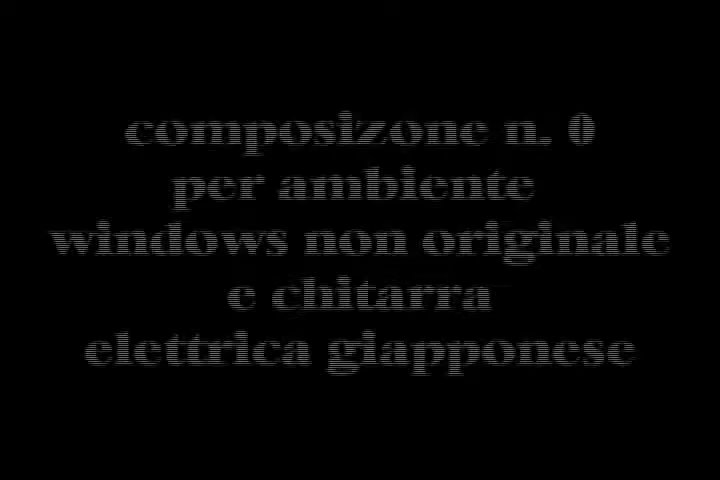 composizone n. 0
per ambiente
windows non originale
e chitarra
elettrica giapponese